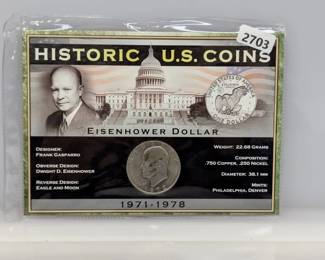 2703
HISTORIC U.S. COINS
EISENHOWER DOLLAR
DESIGNER:
FRANK GASPARRO
OBVERSE DESIGN:
DWIGHT D. EISENHOWER
REVERSE DESIGN:
EAGLE AND MOON
WEIGHT: 22.68 GRAMS
COMPOSITION:
.750 COPPER, .250 NICKEL
DIAMETER: 38.1 MM
MINTS:
PHILADELPHIA, DENVER
1971-1978